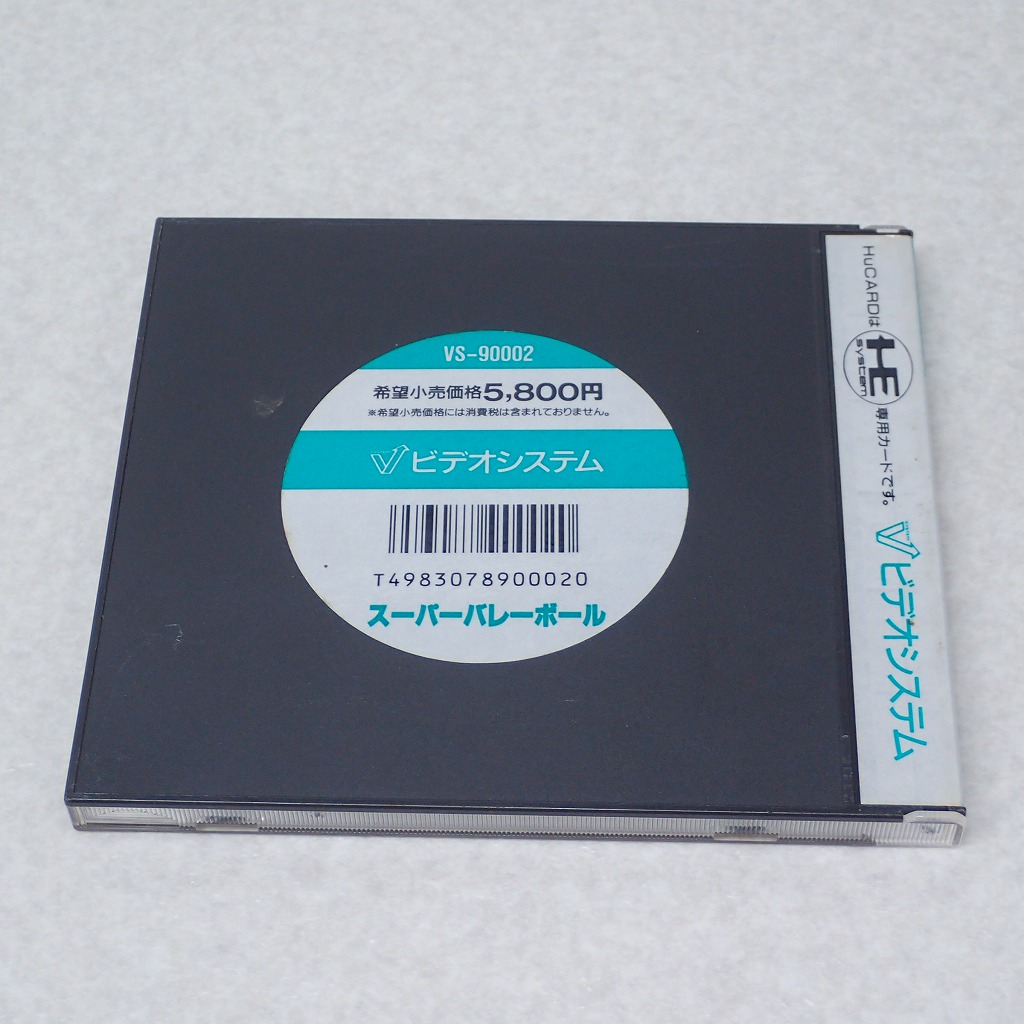 VS-90002
希望小売価格5,800円
※希望小売価格には消費税は含まれておりません。
ビデオシステム
T4983078900020
スーパーバレーボール
HuCARDは HE system 専用カードです。
ビデオシステム